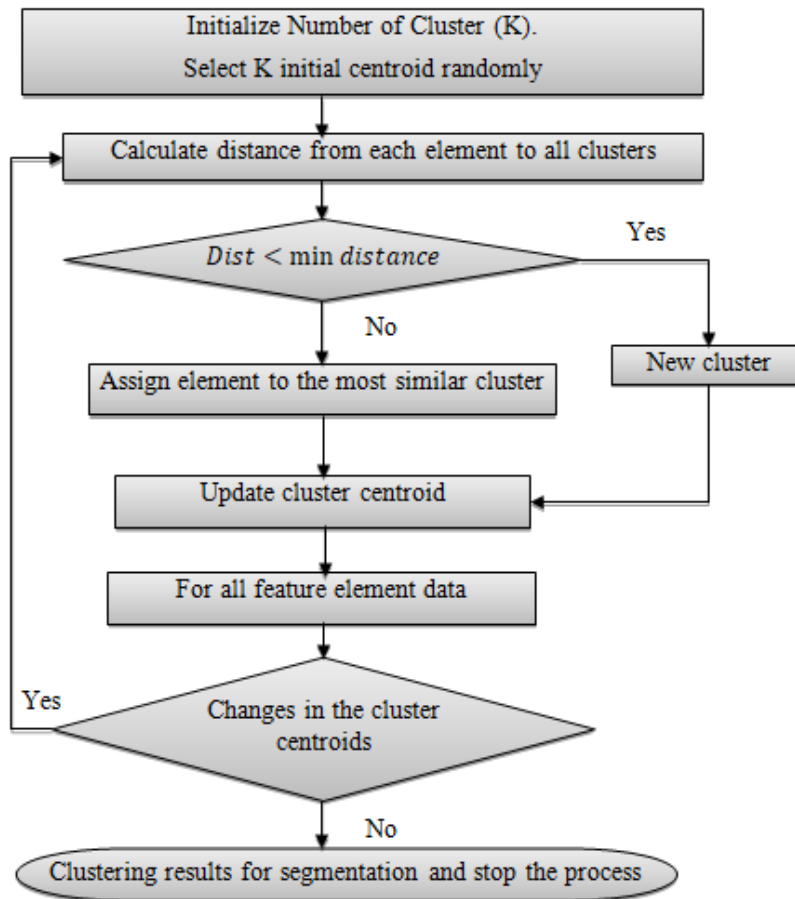 Initialize Number of Cluster (K).
Select K initial centroid randomly
Calculate distance from each element to all clusters
Dist < min distance
Yes
No
New cluster
Assign element to the most similar cluster
Update cluster centroid
For all feature element data
Yes
Changes in the cluster
centroids
No
Clustering results for segmentation and stop the process